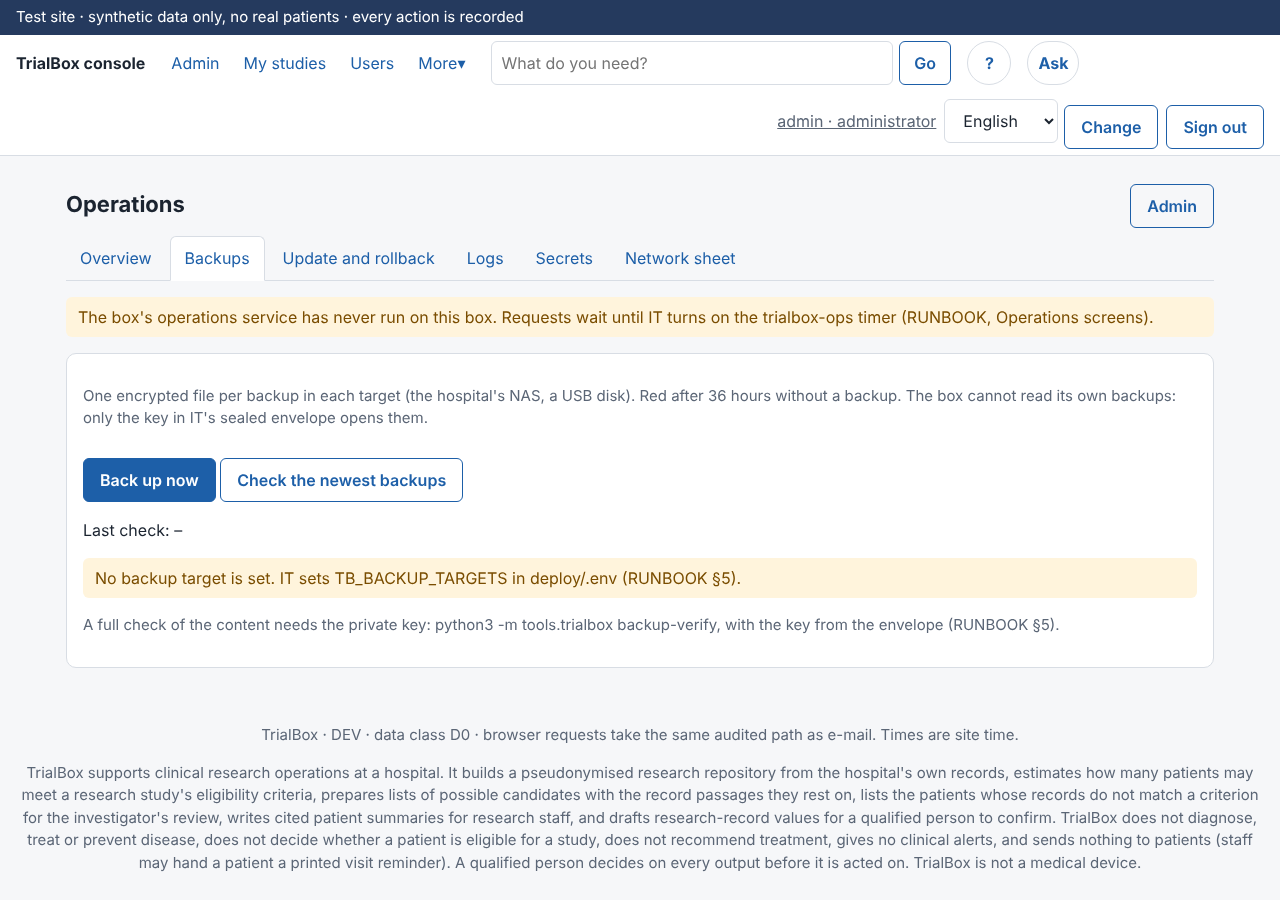 Test site · synthetic data only, no real patients · every action is recorded
TrialBox console Admin My studies Users More▾ What do you need? Go ? Ask
admin · administrator English Change Sign out
Operations Admin
Overview Backups Update and rollback Logs Secrets Network sheet
The box's operations service has never run on this box. Requests wait until IT turns on the trialbox-ops timer (RUNBOOK, Operations screens).
One encrypted file per backup in each target (the hospital's NAS, a USB disk). Red after 36 hours without a backup. The box cannot read its own backups:
only the key in IT's sealed envelope opens them.
Back up now Check the newest backups
Last check: –
No backup target is set. IT sets TB_BACKUP_TARGETS in deploy/.env (RUNBOOK §5).
A full check of the content needs the private key: python3 -m tools.trialbox backup-verify, with the key from the envelope (RUNBOOK §5).
TrialBox · DEV · data class D0 · browser requests take the same audited path as e-mail. Times are site time.
TrialBox supports clinical research operations at a hospital. It builds a pseudonymised research repository from the hospital's own records, estimates how many patients may
meet a research study's eligibility criteria, prepares lists of possible candidates with the record passages they rest on, lists the patients whose records do not match a criterion
for the investigator's review, writes cited patient summaries for research staff, and drafts research-record values for a qualified person to confirm. TrialBox does not diagnose,
treat or prevent disease, does not decide whether a patient is eligible for a study, does not recommend treatment, gives no clinical alerts, and sends nothing to patients (staff
may hand a patient a printed visit reminder). A qualified person decides on every output before it is acted on. TrialBox is not a medical device.